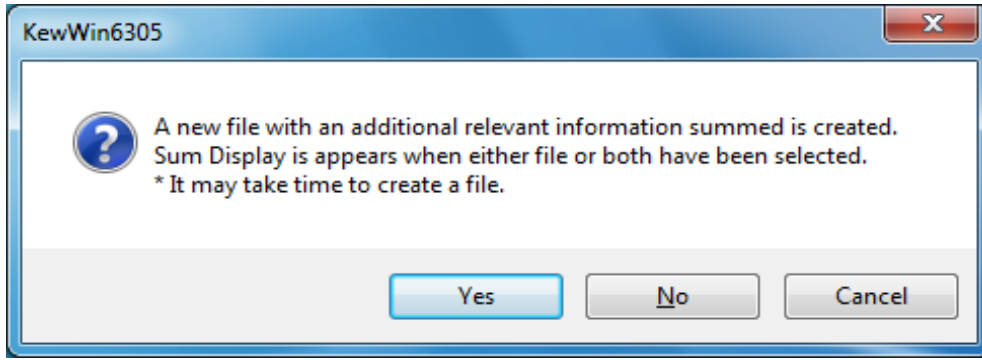 KewWin6305
A new file with an additional relevant information summed is created.
Sum Display is appears when either file or both have been selected.
* It may take time to create a file.
Yes
No
Cancel